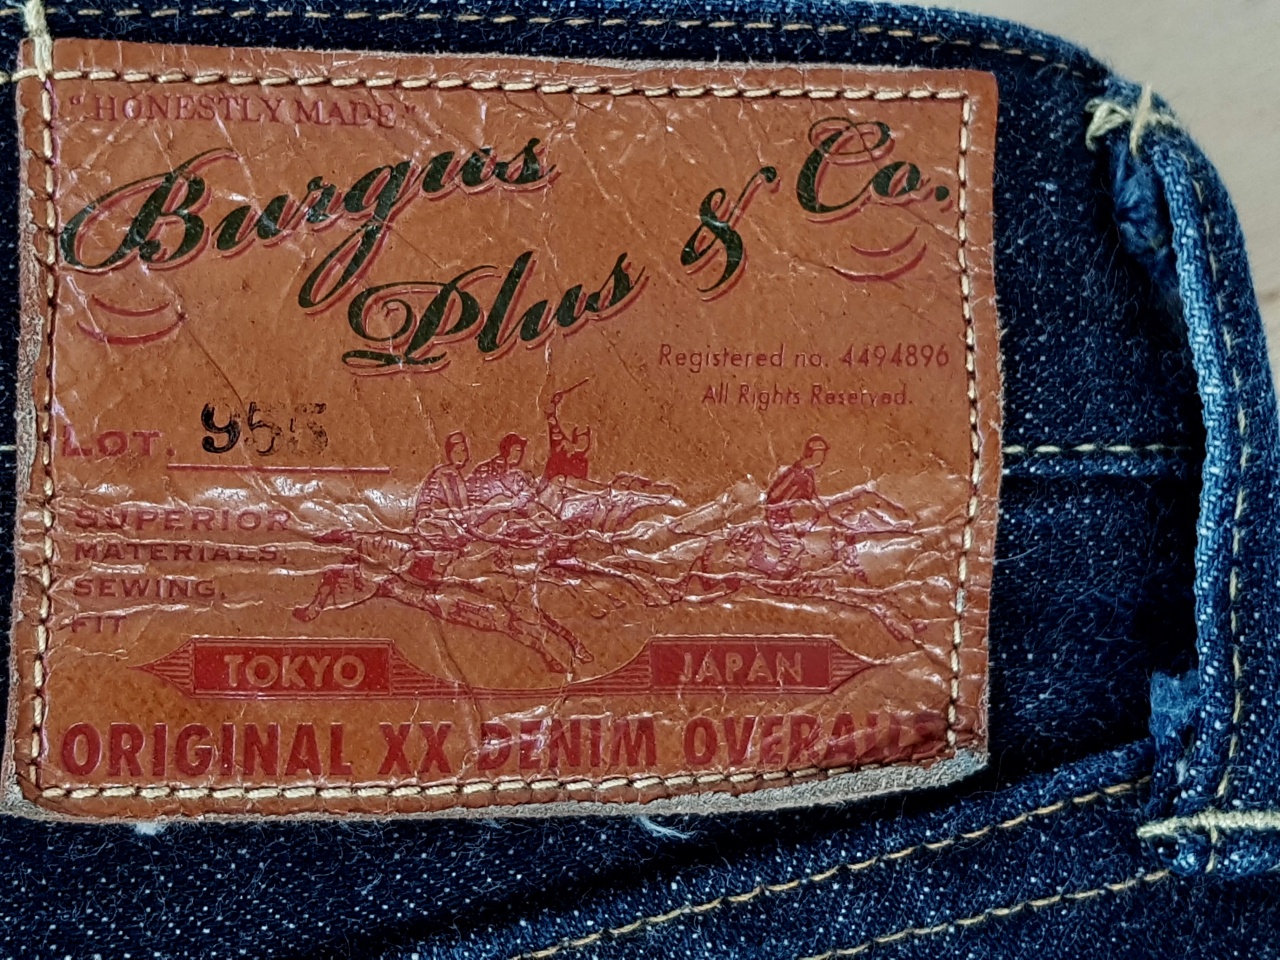 "HONESTLY MADE"
Burgus
Plus & Co.
Registered no. 4494896
All Rights Reserved.
LOT. 955
SUPERIOR
MATERIALS.
SEWING.
FIT
TOKYO JAPAN
ORIGINAL XX DENIM OVERALLS